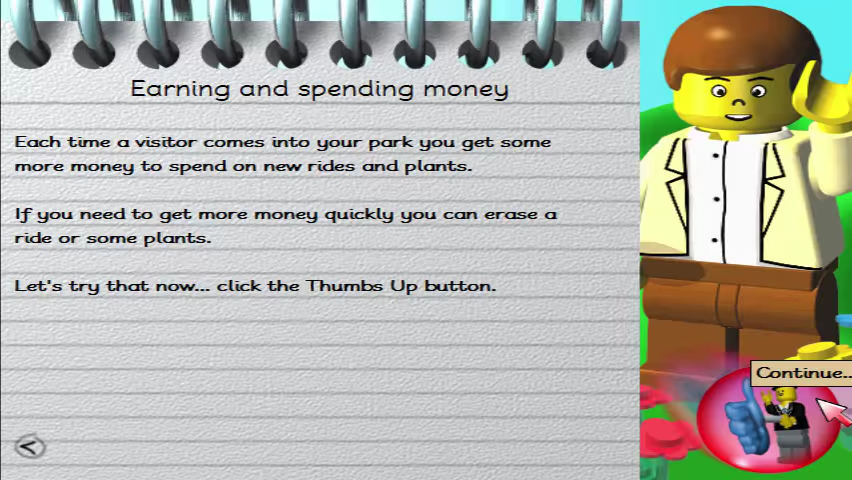 Earning and spending money
Each time a visitor comes into your park you get some
more money to spend on new rides and plants.
If you need to get more money quickly you can erase a
ride or some plants.
Let's try that now... click the Thumbs Up button.
Continue...